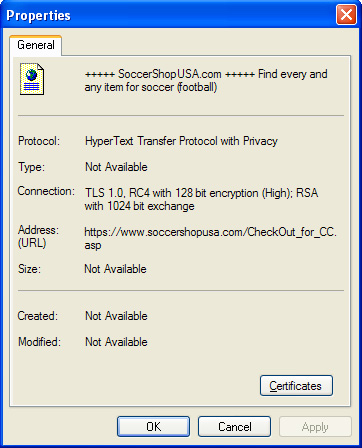 Properties
General
+++++ SoccerShopUSA.com +++++ Find every and
any item for soccer (football)
Protocol: HyperText Transfer Protocol with Privacy
Type: Not Available
Connection: TLS 1.0, RC4 with 128 bit encryption (High); RSA
with 1024 bit exchange
Address: https://www.soccershopusa.com/CheckOut_for_CC.
(URL) asp
Size: Not Available
Created: Not Available
Modified: Not Available
Certificates
OK Cancel Apply